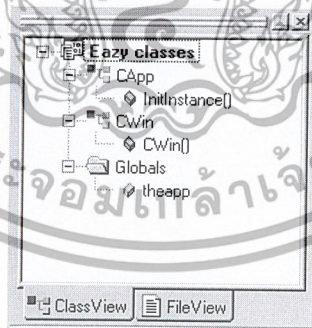 Eazy classes
CApp
InitInstance()
CWin
CWin()
Globals
theapp
ClassView FileView